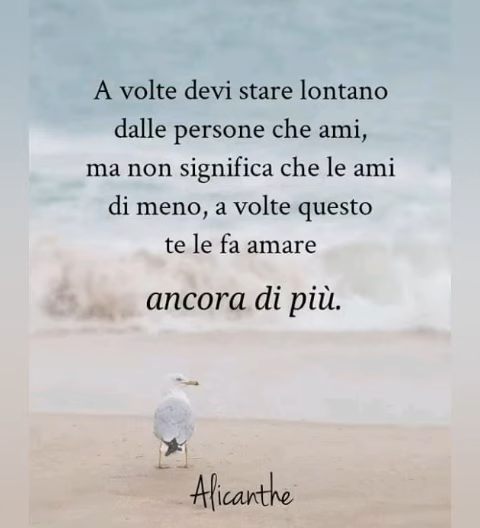 A volte devi stare lontano
dalle persone che ami,
ma non significa che le ami
di meno, a volte questo
te le fa amare
ancora di più.
Alicanthe